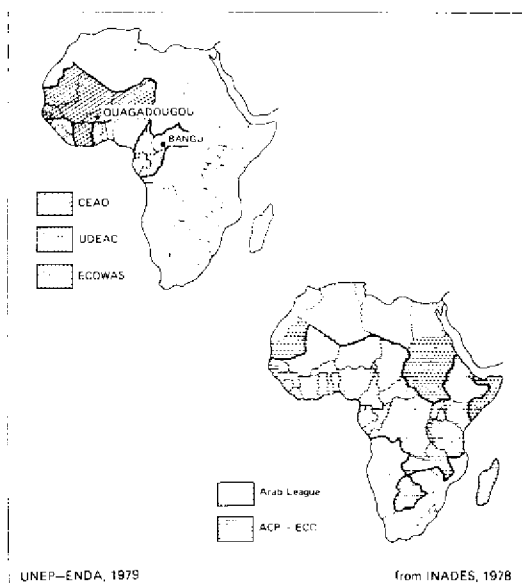 OUAGADOUGOU
BANGUI
CEAO
UDEAC
ECOWAS
Arab League
ACP - ECC
UNEP-ENDA, 1979
from INADES, 1978